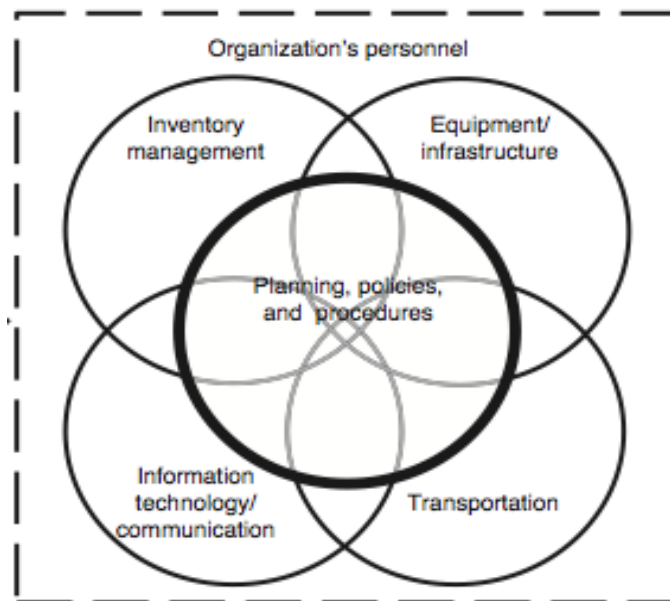 Organization's personnel
Inventory
management
Equipment/
infrastructure
Planning, policies,
and procedures
Information
technology/
communication
Transportation